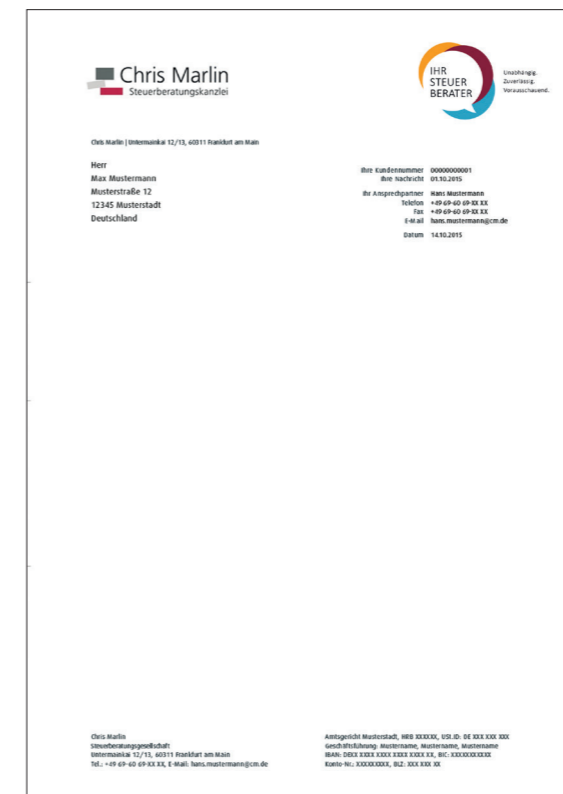 Chris Marlin
Steuerberatungskanzlei
IHR
STEUER
BERATER
Unabhängig.
Zuverlässig.
Vorausschauend.
Chris Marlin | Untermainkai 12/13, 60311 Frankfurt am Main
Herr
Max Mustermann
Musterstraße 12
12345 Musterstadt
Deutschland
Ihre Kundennummer 00000000001
Ihre Nachricht 01.10.2015
Ihr Ansprechpartner Hans Mustermann
Telefon +49 69-60 69-XX XX
Fax +49 69-60 69-XX XX
E-Mail hans.mustermann@cm.de
Datum 14.10.2015
Chris Marlin
Steuerberatungsgesellschaft
Untermainkai 12/13, 60311 Frankfurt am Main
Tel.: +49 69-60 69-XX XX, E-Mail: hans.mustermann@cm.de
Amtsgericht Musterstadt, HRB XXXXXX, USt.ID: DE XXX XXX XXX
Geschäftsführung: Mustername, Mustername, Mustername
IBAN: DEXX XXXX XXXX XXXX XXXX XX, BIC: XXXXXXXXXXX
Konto-Nr.: XXXXXXXXX, BLZ: XXX XXX XX